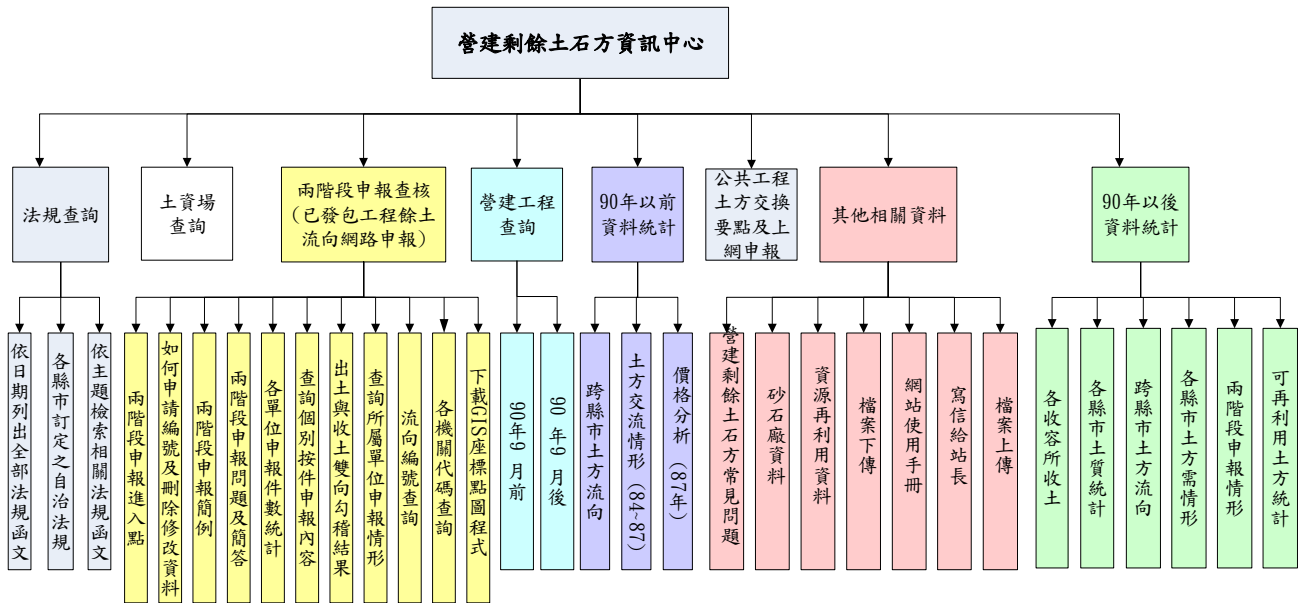 營建剩餘土石方資訊中心
法規查詢
土資場
查詢
兩階段申報查核
(已發包工程餘土
流向網路申報)
營建工程
查詢
90年以前
資料統計
公共工程
土方交換
要點及上
網申報
其他相關資料
90年以後
資料統計
依日期列出全部法規函文
各縣市訂定之自治法規
依主題檢索相關法規函文
兩階段申報進入點
如何申請編號及刪除修改資料
兩階段申報簡例
兩階段申報問題及簡答
各單位申報件數統計
查詢個別按件申報內容
出土與收土雙向勾稽結果
查詢所屬單位申報情形
流向編號查詢
各機關代碼查詢
下載GIS座標點圖程式
90年9月前
90年9月後
跨縣市土方流向
土方交流情形(84~87)
價格分析(87年)
營建剩餘土石方常見問題
砂石廠資料
資源再利用資料
檔案下傳
網站使用手冊
寫信給站長
檔案上傳
各收容所收土
各縣市土質統計
跨縣市土方流向
各縣市土方需情形
兩階段申報情形
可再利用土方統計